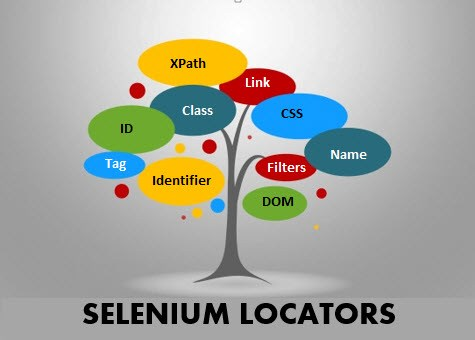 XPath
Link
Class
CSS
ID
Name
Tag
Filters
Identifier
DOM
SELENIUM LOCATORS